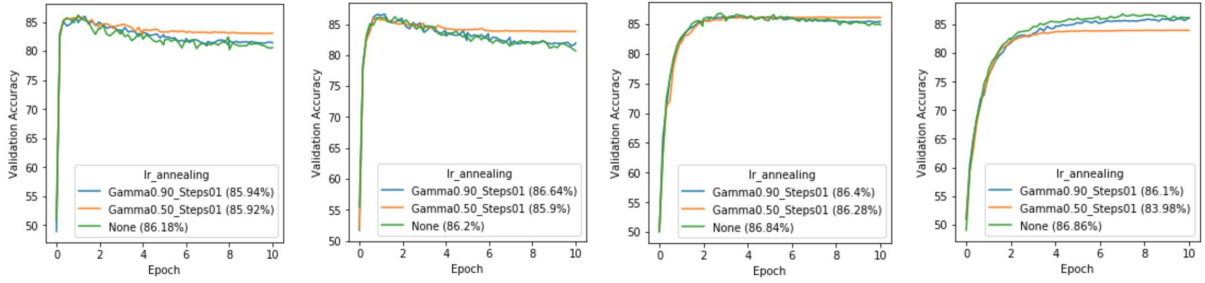 Validation Accuracy
85
80
75
70
65
60
55
50
lr_annealing
Gamma0.90_Steps01 (85.94%)
Gamma0.50_Steps01 (85.92%)
None (86.18%)
0 2 4 6 8 10
Epoch
Validation Accuracy
85
80
75
70
65
60
55
50
lr_annealing
Gamma0.90_Steps01 (86.64%)
Gamma0.50_Steps01 (85.9%)
None (86.2%)
0 2 4 6 8 10
Epoch
Validation Accuracy
85
80
75
70
65
60
55
50
lr_annealing
Gamma0.90_Steps01 (86.4%)
Gamma0.50_Steps01 (86.28%)
None (86.84%)
0 2 4 6 8 10
Epoch
Validation Accuracy
85
80
75
70
65
60
55
50
lr_annealing
Gamma0.90_Steps01 (86.1%)
Gamma0.50_Steps01 (83.98%)
None (86.86%)
0 2 4 6 8 10
Epoch